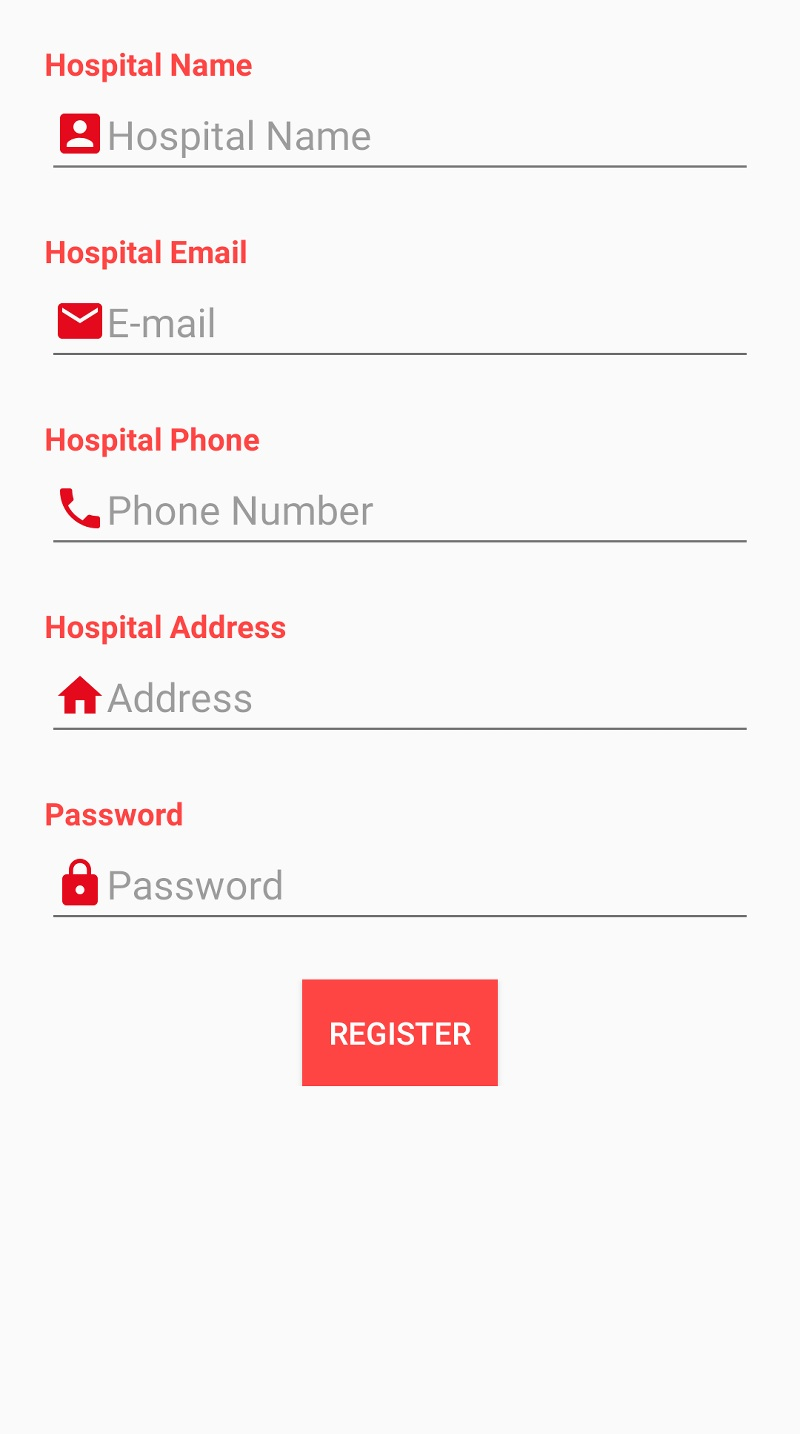 Hospital Name
Hospital Name
Hospital Email
E-mail
Hospital Phone
Phone Number
Hospital Address
Address
Password
Password
REGISTER